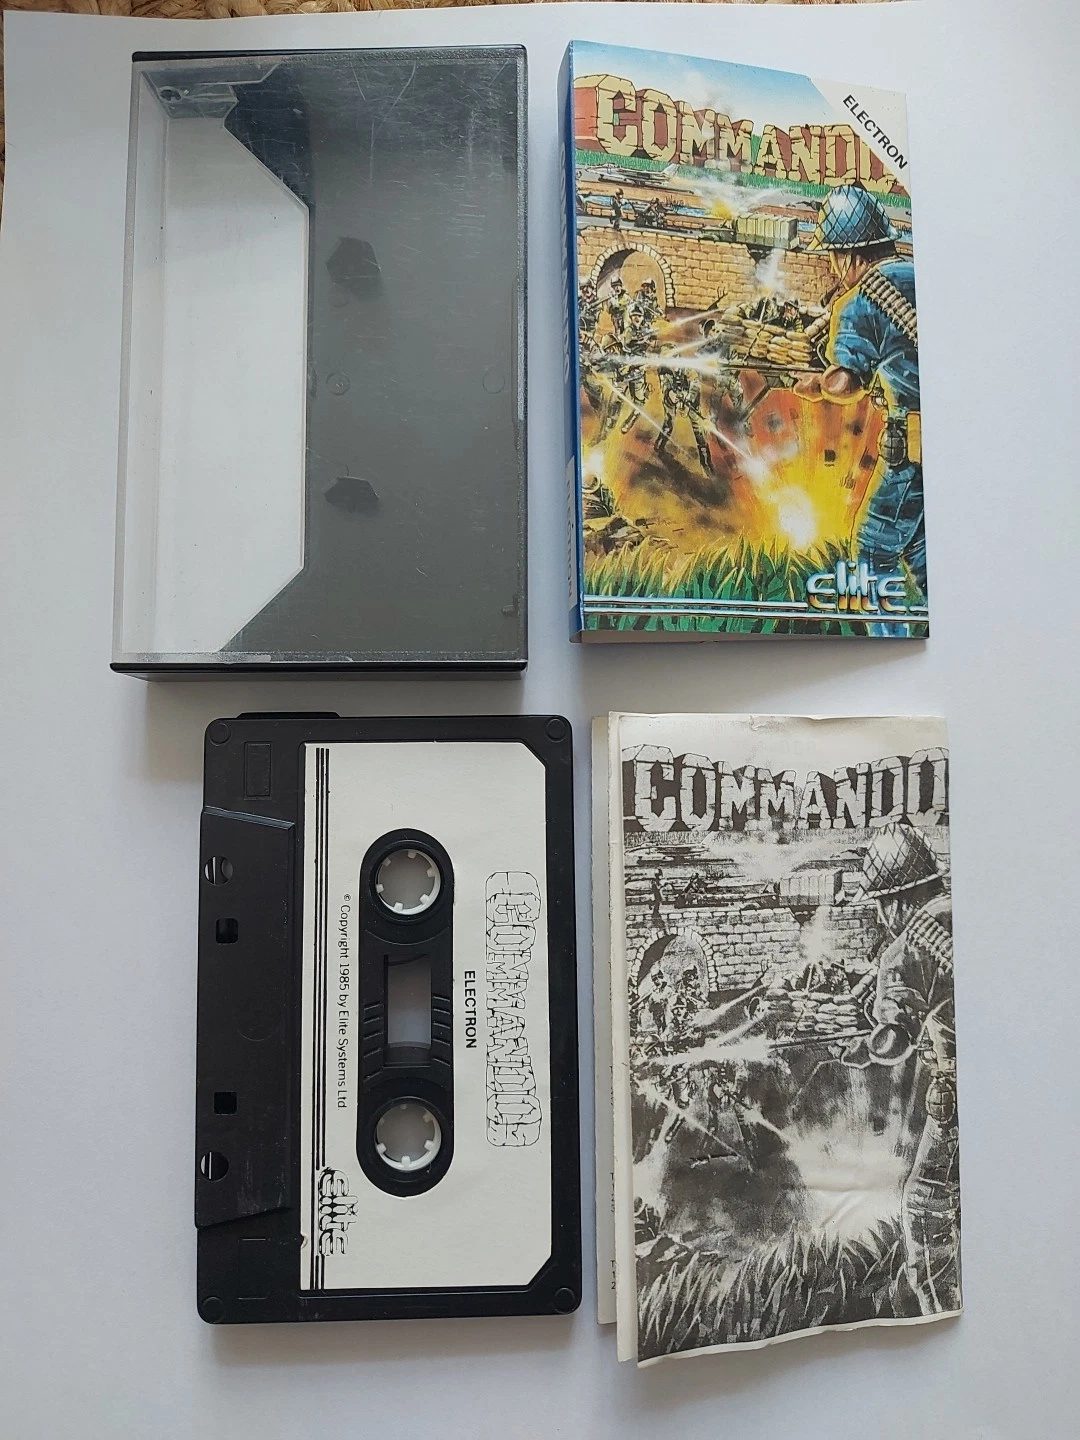 COMMANDO
ELECTRON
elite
COMMANDO
ELECTRON
© Copyright 1985 by Elite Systems Ltd
elite
COMMANDO